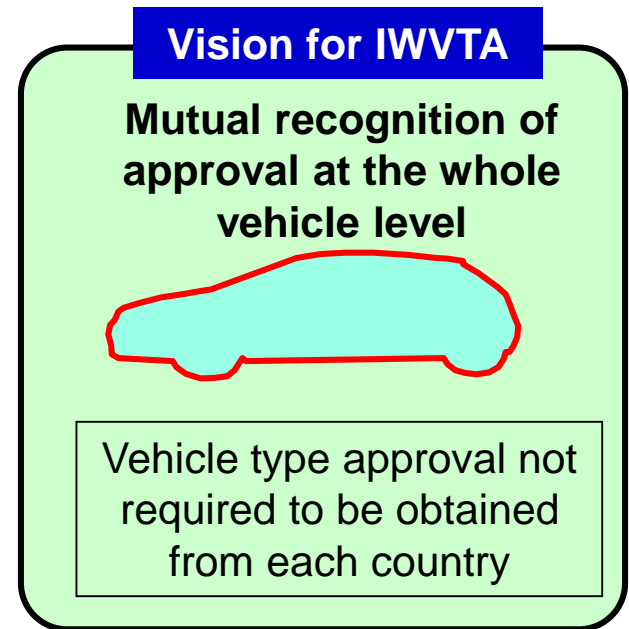 Vision for IWVTA
Mutual recognition of
approval at the whole
vehicle level
Vehicle type approval not
required to be obtained
from each country